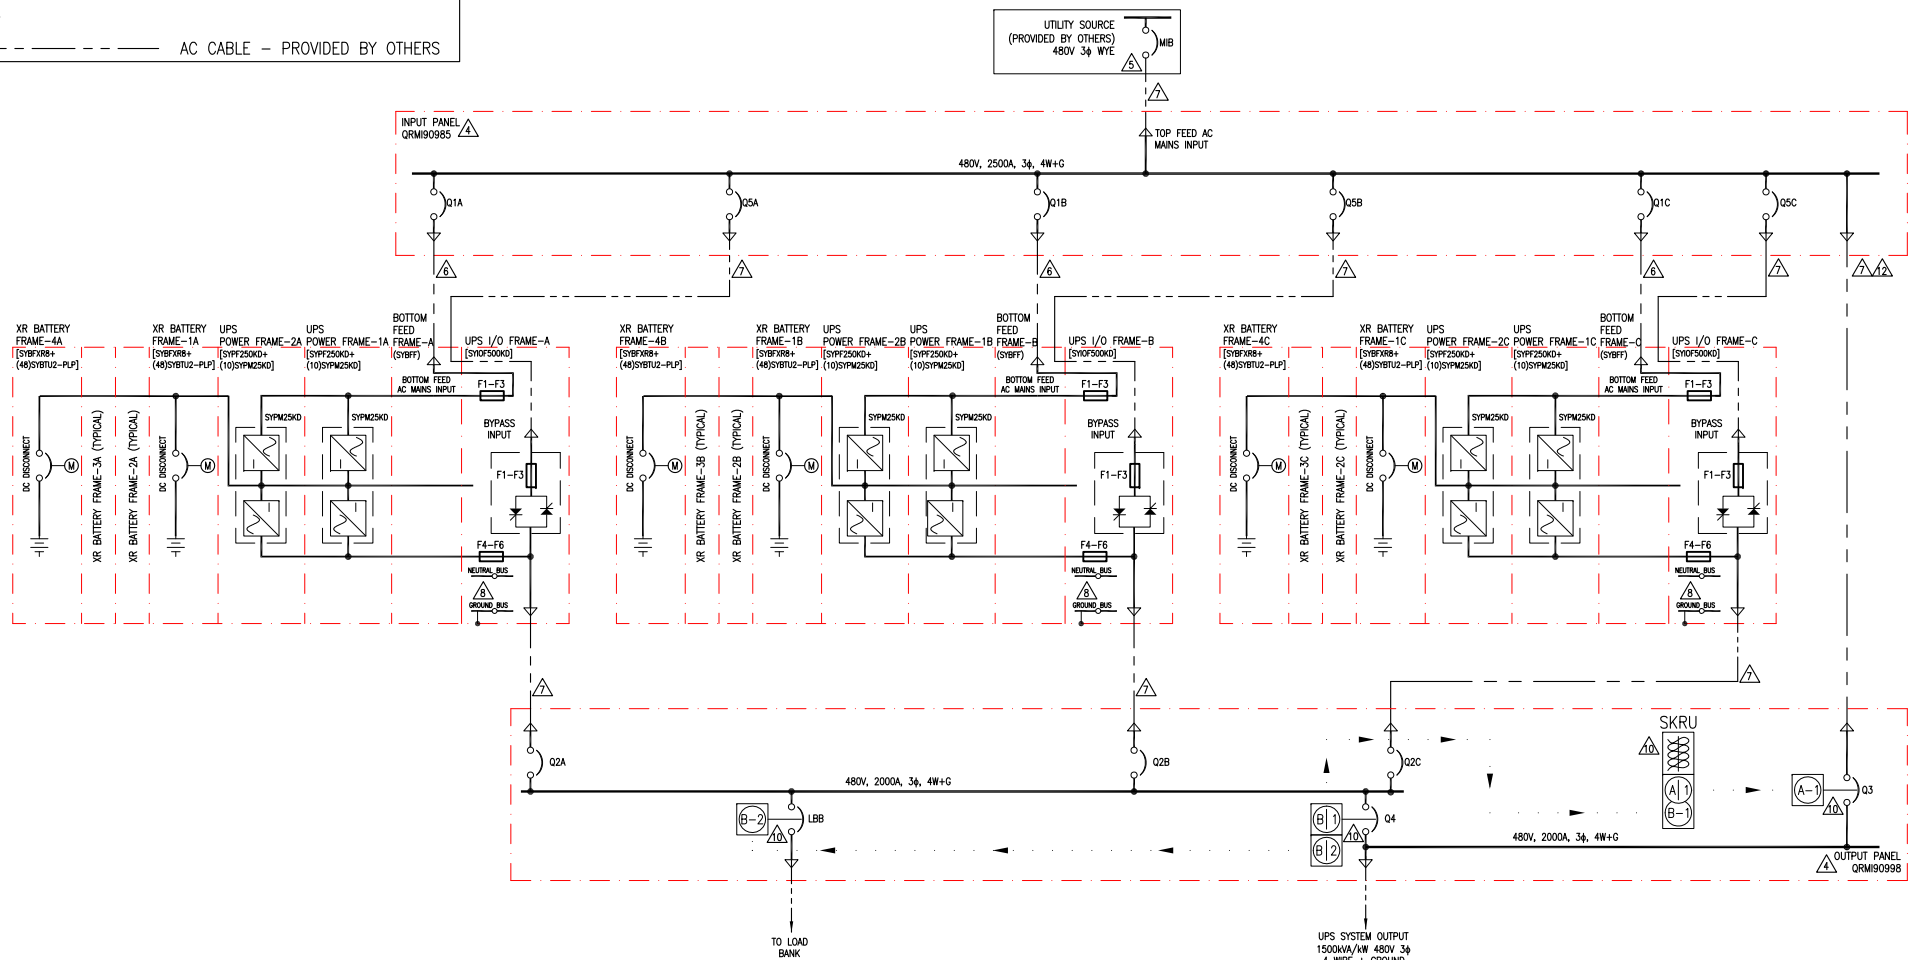 AC CABLE - PROVIDED BY OTHERS
UTILITY SOURCE
(PROVIDED BY OTHERS)
480V 3ϕ WYE
MIB
5
7
INPUT PANEL
QRMI90985
4
TOP FEED AC
MAINS INPUT
480V, 2500A, 3ϕ, 4W+G
Q1A
Q5A
Q1B
Q5B
Q1C
Q5C
6
7
6
7
6
7
7
12
XR BATTERY
FRAME-4A
[SYBFXR8+
(48)SYBTU2-PLP]
XR BATTERY FRAME-3A (TYPICAL)
XR BATTERY FRAME-2A (TYPICAL)
XR BATTERY
FRAME-1A
[SYBFXR8+
(48)SYBTU2-PLP]
UPS
POWER FRAME-2A
[SYPF250KD+
(10)SYPM25KD]
UPS
POWER FRAME-1A
[SYPF250KD+
(10)SYPM25KD]
BOTTOM
FEED
FRAME-A
(SYBFF)
UPS I/O FRAME-A
[SYIOF500KD]
BOTTOM FEED
AC MAINS INPUT
F1-F3
SYPM25KD
SYPM25KD
BYPASS
INPUT
DC DISCONNECT
M
DC DISCONNECT
M
F1-F3
F4-F6
NEUTRAL BUS
8
GROUND BUS
XR BATTERY
FRAME-4B
[SYBFXR8+
(48)SYBTU2-PLP]
XR BATTERY FRAME-3B (TYPICAL)
XR BATTERY FRAME-2B (TYPICAL)
XR BATTERY
FRAME-1B
[SYBFXR8+
(48)SYBTU2-PLP]
UPS
POWER FRAME-2B
[SYPF250KD+
(10)SYPM25KD]
UPS
POWER FRAME-1B
[SYPF250KD+
(10)SYPM25KD]
BOTTOM
FEED
FRAME-B
(SYBFF)
UPS I/O FRAME-B
[SYIOF500KD]
BOTTOM FEED
AC MAINS INPUT
F1-F3
SYPM25KD
SYPM25KD
BYPASS
INPUT
DC DISCONNECT
M
DC DISCONNECT
M
F1-F3
F4-F6
NEUTRAL BUS
8
GROUND BUS
XR BATTERY
FRAME-4C
[SYBFXR8+
(48)SYBTU2-PLP]
XR BATTERY FRAME-3C (TYPICAL)
XR BATTERY FRAME-2C (TYPICAL)
XR BATTERY
FRAME-1C
[SYBFXR8+
(48)SYBTU2-PLP]
UPS
POWER FRAME-2C
[SYPF250KD+
(10)SYPM25KD]
UPS
POWER FRAME-1C
[SYPF250KD+
(10)SYPM25KD]
BOTTOM
FEED
FRAME-C
(SYBFF)
UPS I/O FRAME-C
[SYIOF500KD]
BOTTOM FEED
AC MAINS INPUT
F1-F3
SYPM25KD
SYPM25KD
BYPASS
INPUT
DC DISCONNECT
M
DC DISCONNECT
M
F1-F3
F4-F6
NEUTRAL BUS
8
GROUND BUS
7
7
7
Q2A
Q2B
Q2C
SKRU
10
A 1
B-1
A-1
10
Q3
480V, 2000A, 3ϕ, 4W+G
B-2
10
LBB
B 1
B 2
10
Q4
480V, 2000A, 3ϕ, 4W+G
4
OUTPUT PANEL
QRMI90998
TO LOAD
BANK
UPS SYSTEM OUTPUT
1500kVA/kW 480V 3ϕ
4 WIRE + GROUND